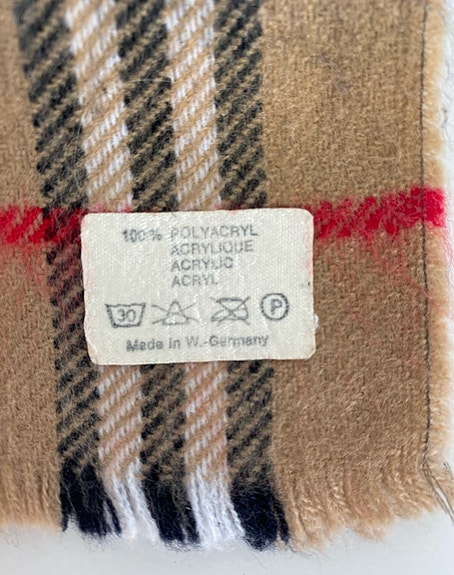 100% POLYACRYL
ACRYLIQUE
ACRYLIC
ACRYL
30 P
Made in W.-Germany